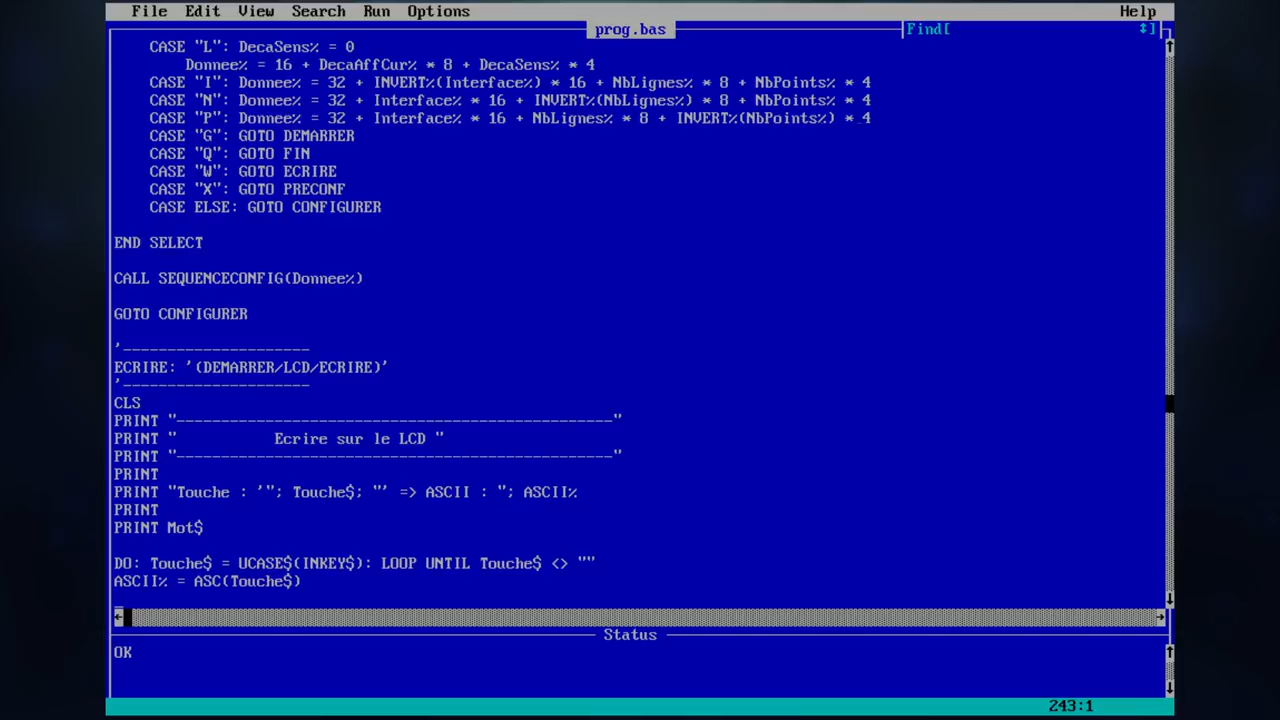 File Edit View Search Run Options Help
prog.bas Find[ ↕]
CASE "L": DecaSens% = 0
Donnee% = 16 + DecaAffCur% * 8 + DecaSens% * 4
CASE "I": Donnee% = 32 + INVERT%(Interface%) * 16 + NbLignes% * 8 + NbPoints% * 4
CASE "N": Donnee% = 32 + Interface% * 16 + INVERT%(NbLignes%) * 8 + NbPoints% * 4
CASE "P": Donnee% = 32 + Interface% * 16 + NbLignes% * 8 + INVERT%(NbPoints%) * 4
CASE "G": GOTO DEMARRER
CASE "Q": GOTO FIN
CASE "W": GOTO ECRIRE
CASE "X": GOTO PRECONF
CASE ELSE: GOTO CONFIGURER
END SELECT
CALL SEQUENCECONFIG(Donnee%)
GOTO CONFIGURER
'_____________________
ECRIRE: '(DEMARRER/LCD/ECRIRE)'
'---------------------
CLS
PRINT "-------------------------------------------------"
PRINT "           Ecrire sur le LCD "
PRINT "-------------------------------------------------"
PRINT
PRINT "Touche : '"; Touche$; "' => ASCII : "; ASCII%
PRINT
PRINT Mot$
DO: Touche$ = UCASE$(INKEY$): LOOP UNTIL Touche$ <> ""
ASCII% = ASC(Touche$)
Status
OK
243:1